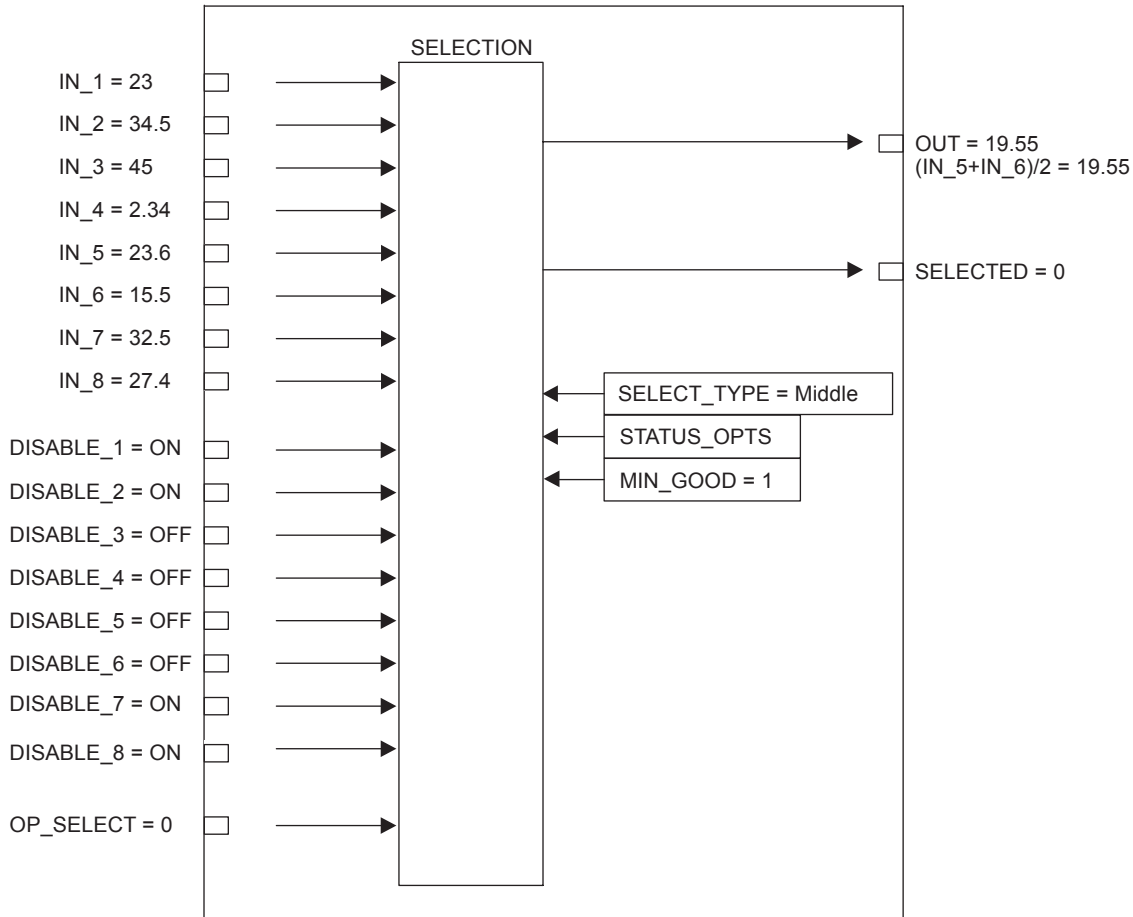 SELECTION
IN_1 = 23
IN_2 = 34.5
IN_3 = 45
IN_4 = 2.34
IN_5 = 23.6
IN_6 = 15.5
IN_7 = 32.5
IN_8 = 27.4
DISABLE_1 = ON
DISABLE_2 = ON
DISABLE_3 = OFF
DISABLE_4 = OFF
DISABLE_5 = OFF
DISABLE_6 = OFF
DISABLE_7 = ON
DISABLE_8 = ON
OP_SELECT = 0
OUT = 19.55
(IN_5+IN_6)/2 = 19.55
SELECTED = 0
SELECT_TYPE = Middle
STATUS_OPTS
MIN_GOOD = 1